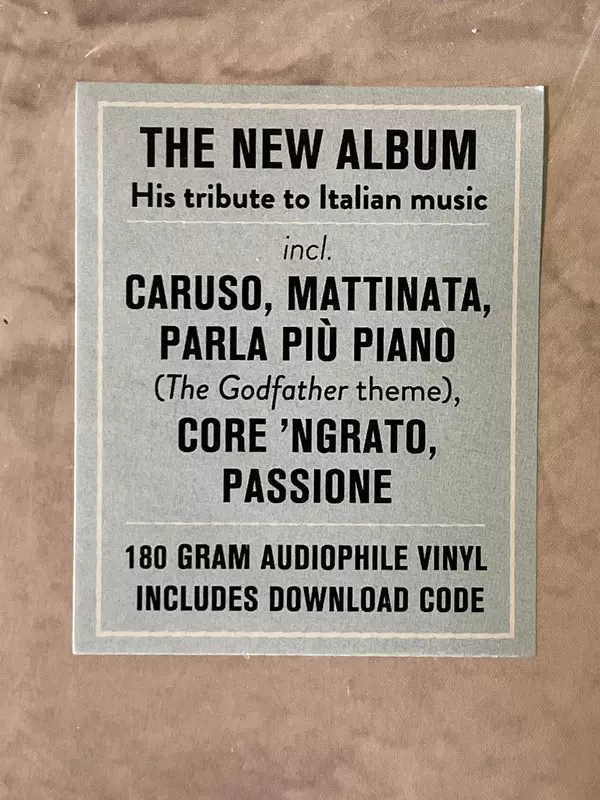 THE NEW ALBUM
His tribute to Italian music
incl.
CARUSO, MATTINATA,
PARLA PIÙ PIANO
(The Godfather theme),
CORE ’NGRATO,
PASSIONE
180 GRAM AUDIOPHILE VINYL
INCLUDES DOWNLOAD CODE